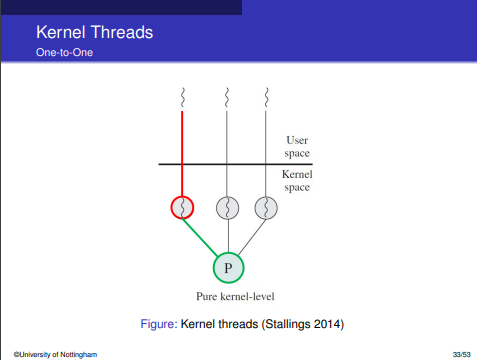 Kernel Threads
One-to-One
User
space
Kernel
space
P
Pure kernel-level
Figure: Kernel threads (Stallings 2014)
©University of Nottingham
33/53